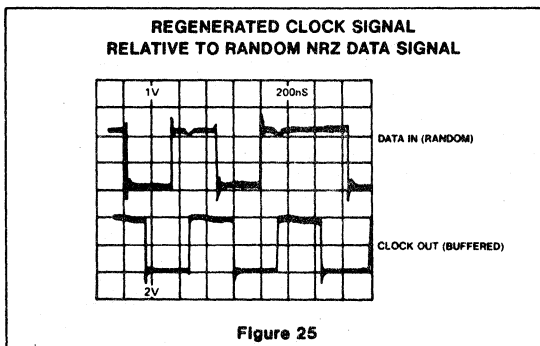 REGENERATED CLOCK SIGNAL
RELATIVE TO RANDOM NRZ DATA SIGNAL
1V 200nS
DATA IN (RANDOM)
CLOCK OUT (BUFFERED)
2V
Figure 25